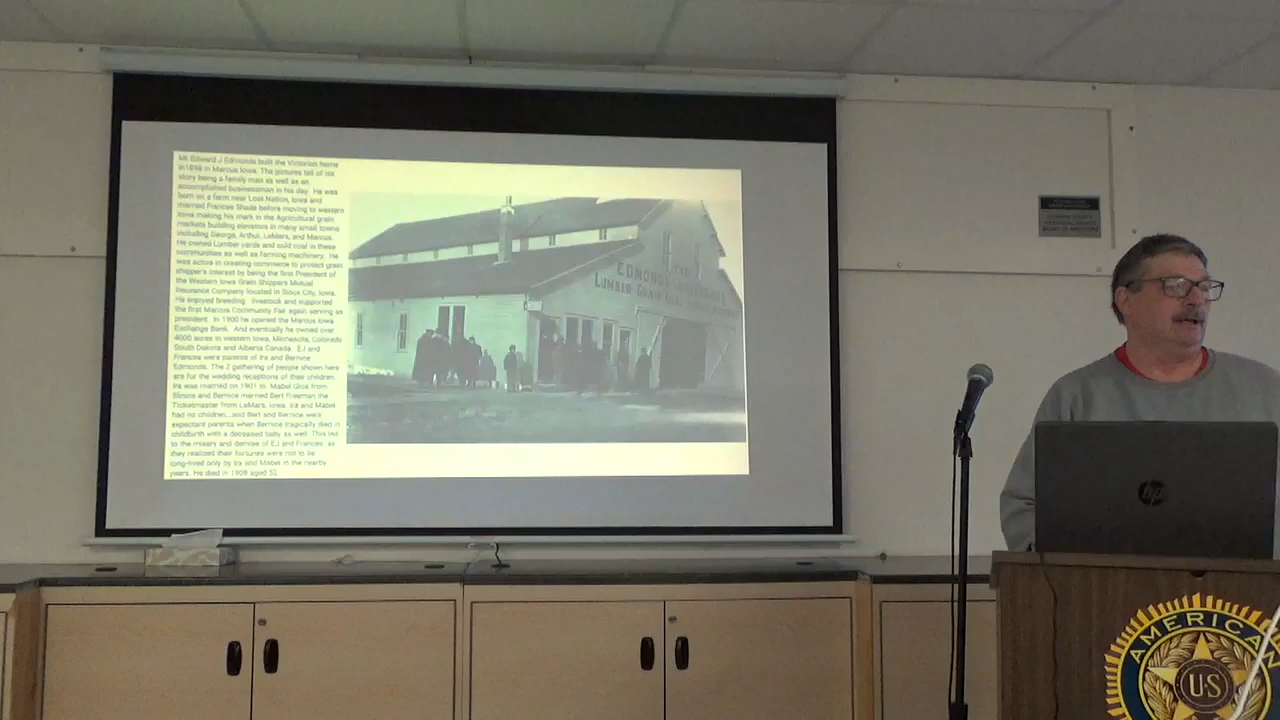 Mr. Edward J Edmonds built the Victorian home
in 1898 in Marcus Iowa. The pictures tell of his
story being a family man as well as an
accomplished businessman in his day. He was
born on a farm near Lost Nation, Iowa and
married Frances Shade before moving to western
Iowa making his mark in the Agricultural grain
markets building elevators in many small towns
including George, Arthur, LeMars, and Marcus.
He owned Lumber yards and sold coal in these
communities as well as farming machinery. He
was active in creating commerce to protect grain
shipper's interest by being the first President of
the Western Iowa Grain Shippers Mutual
Insurance Company located in Sioux City, Iowa.
He enjoyed breeding livestock and supported
the first Marcus Community Fair again serving as
president. In 1900 he opened the Marcus Iowa
Exchange Bank. And eventually he owned over
4000 acres in western Iowa, Minnesota, Colorado
South Dakota and Alberta Canada. EJ and
Frances were parents of Ira and Bernice
Edmonds. The 2 gathering of people shown here
are for the wedding receptions of their children.
Ira was married on 1901 to Mabel Glos from
Illinois and Bernice married Bert Freeman the
Ticketmaster from LeMars, Iowa. Ira and Mabel
had no children...and Bert and Bernice were
expectant parents when Bernice tragically died in
childbirth with a deceased baby as well. This led
to the misery and demise of EJ and Frances as
they realized their fortunes were not to be
long-lived only by Ira and Mabel in the nearby
years. He died in 1909 aged 52
THE
EDMONDS
LUMBER GRAIN
hp
AMERICAN
U·S